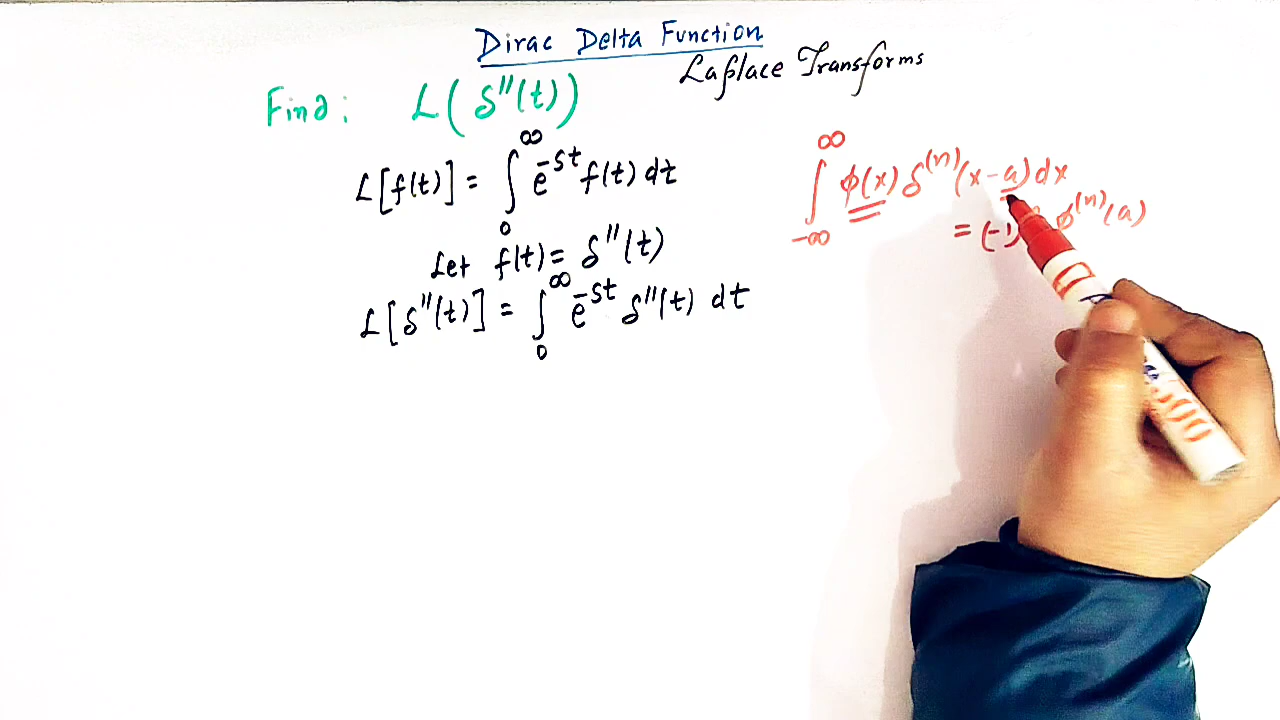 Dirac Delta Function
Laplace Transforms
Find: L(δ''(t))
L[f(t)] = ∫₀^∞ e^{-st} f(t) dt
Let f(t) = δ''(t)
L[δ''(t)] = ∫₀^∞ e^{-st} δ''(t) dt
∫_{-∞}^{∞} φ(x) δ^{(n)}(x-a) dx
= (-1) φ^{(n)}(a)